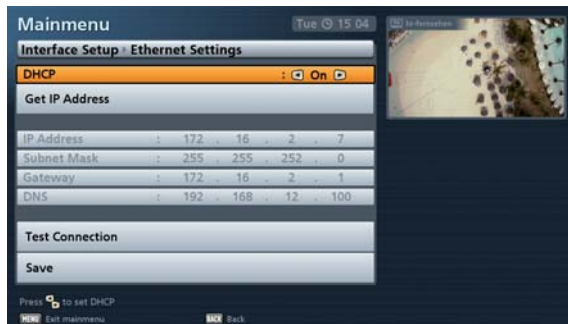 Mainmenu
Tue 15 04
tv-fernsehen
Interface Setup Ethernet Settings
DHCP : On
Get IP Address
IP Address : 172 . 16 . 2 . 7
Subnet Mask : 255 . 255 . 252 . 0
Gateway : 172 . 16 . 2 . 1
DNS : 192 . 168 . 12 . 100
Test Connection
Save
Press to set DHCP
MENU Exit mainmenu
BACK Back